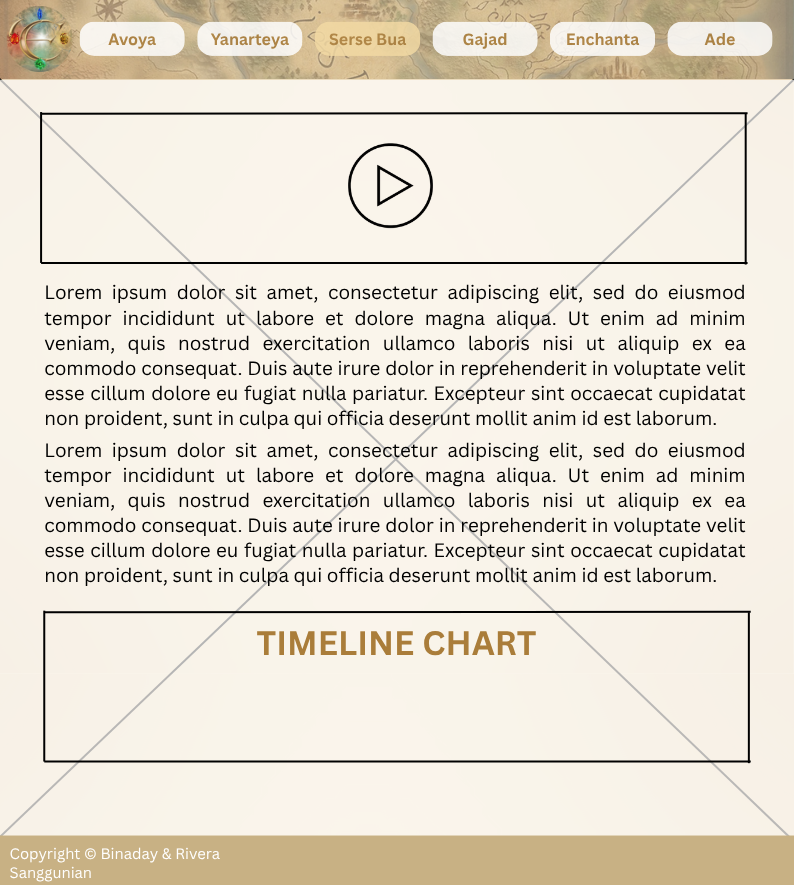 Avoya Yanarteya Serse Bua Gajad Enchanta Ade
Lorem ipsum dolor sit amet, consectetur adipiscing elit, sed do eiusmod
tempor incididunt ut labore et dolore magna aliqua. Ut enim ad minim
veniam, quis nostrud exercitation ullamco laboris nisi ut aliquip ex ea
commodo consequat. Duis aute irure dolor in reprehenderit in voluptate velit
esse cillum dolore eu fugiat nulla pariatur. Excepteur sint occaecat cupidatat
non proident, sunt in culpa qui officia deserunt mollit anim id est laborum.
Lorem ipsum dolor sit amet, consectetur adipiscing elit, sed do eiusmod
tempor incididunt ut labore et dolore magna aliqua. Ut enim ad minim
veniam, quis nostrud exercitation ullamco laboris nisi ut aliquip ex ea
commodo consequat. Duis aute irure dolor in reprehenderit in voluptate velit
esse cillum dolore eu fugiat nulla pariatur. Excepteur sint occaecat cupidatat
non proident, sunt in culpa qui officia deserunt mollit anim id est laborum.
TIMELINE CHART
Copyright © Binaday & Rivera
Sanggunian